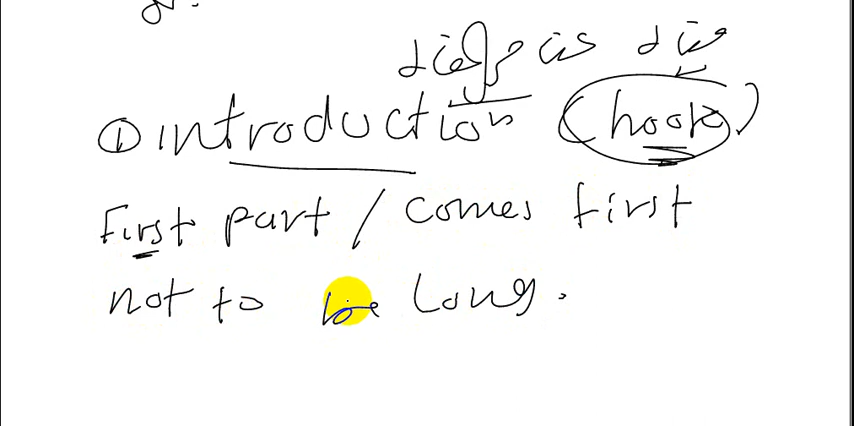 ① introduction (hook)
First part / comes first
not to be long.